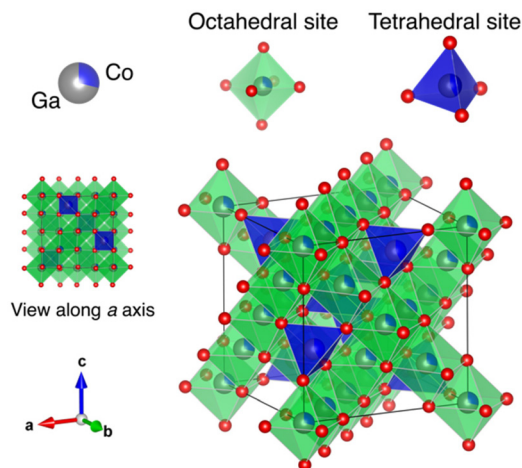 Octahedral site
Tetrahedral site
Co
Ga
View along a axis
c
a
b